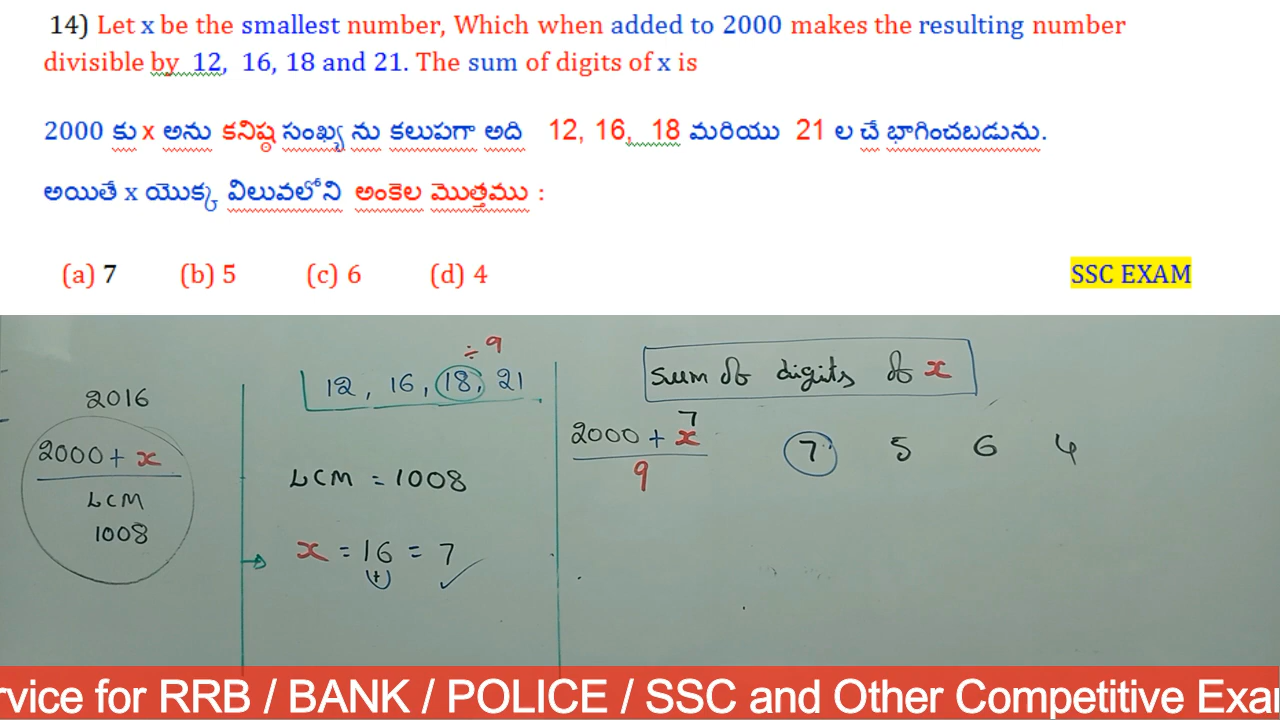 14) Let x be the smallest number, Which when added to 2000 makes the resulting number
divisible by 12, 16, 18 and 21. The sum of digits of x is
2000 కు x అను కనిష్ఠ సంఖ్య ను కలుపగా అది 12, 16, 18 మరియు 21 ల చే భాగించబడును.
అయితే x యొక్క విలువలోని అంకెల మొత్తము :
(a) 7 (b) 5 (c) 6 (d) 4 SSC EXAM
2016
2000 + x
LCM
1008
÷ 9
12, 16, 18, 21
LCM = 1008
x = 16 = 7
(+)
sum of digits of x
7
2000 + x
9
7 5 6 4
rvice for RRB / BANK / POLICE / SSC and Other Competitive Exa